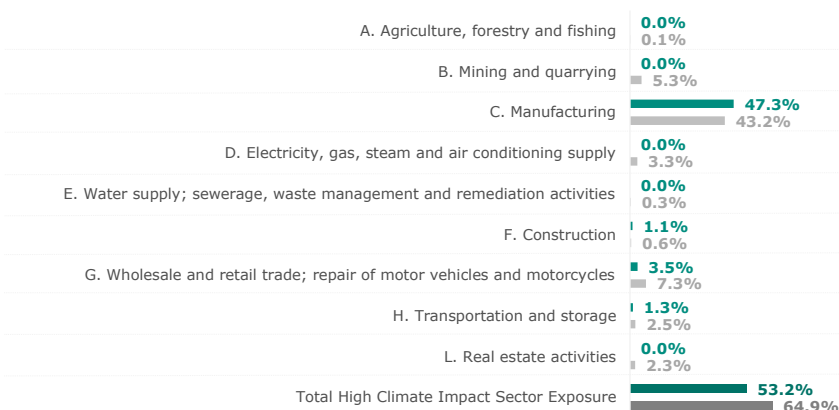 A. Agriculture, forestry and fishing
0.0%
0.1%
B. Mining and quarrying
0.0%
5.3%
C. Manufacturing
47.3%
43.2%
D. Electricity, gas, steam and air conditioning supply
0.0%
3.3%
E. Water supply; sewerage, waste management and remediation activities
0.0%
0.3%
F. Construction
1.1%
0.6%
G. Wholesale and retail trade; repair of motor vehicles and motorcycles
3.5%
7.3%
H. Transportation and storage
1.3%
2.5%
L. Real estate activities
0.0%
2.3%
Total High Climate Impact Sector Exposure
53.2%
64.9%